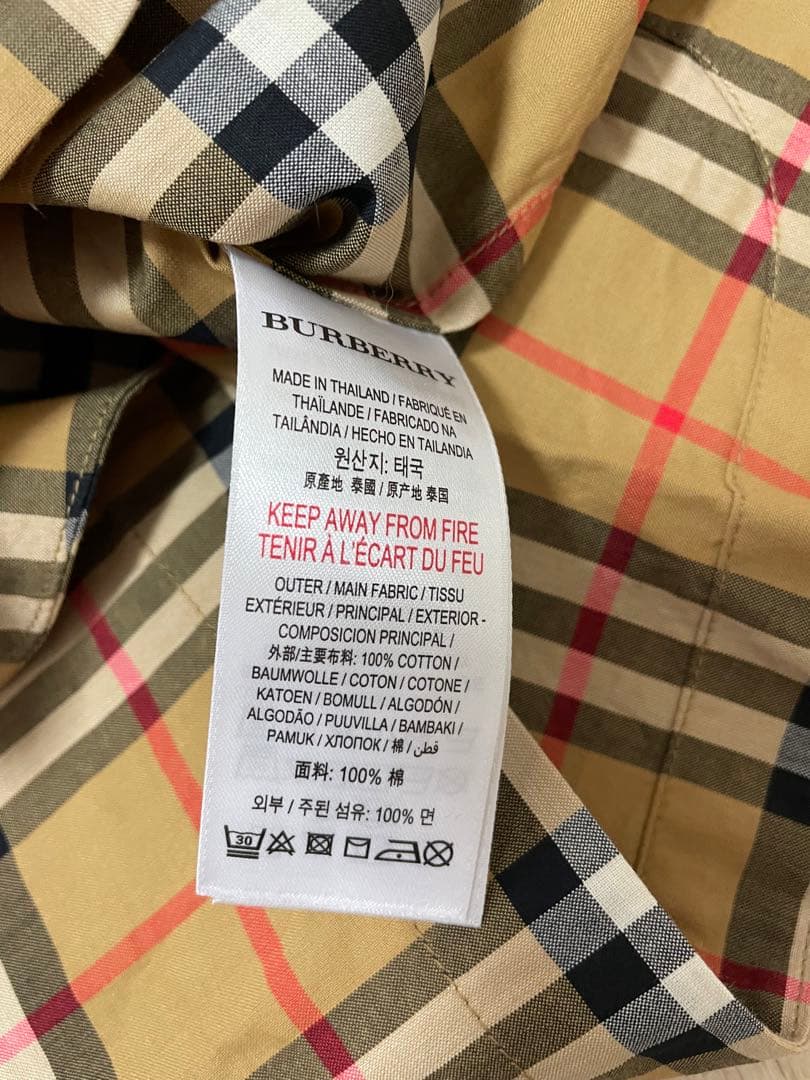 BURBERRY
MADE IN THAILAND / FABRIQUÉ EN
THAÏLANDE / FABRICADO NA
TAILÂNDIA / HECHO EN TAILANDIA
원산지: 태국
原產地 泰國 / 原产地 泰国
KEEP AWAY FROM FIRE
TENIR À L'ÉCART DU FEU
OUTER / MAIN FABRIC / TISSU
EXTÉRIEUR / PRINCIPAL / EXTERIOR -
COMPOSICION PRINCIPAL /
外部/主要布料: 100% COTTON /
BAUMWOLLE / COTON / COTONE /
KATOEN / BOMULL / ALGODÓN /
ALGODÃO / PUUVILLA / BAMBAKI /
PAMUK / ХЛОПОК / 棉 / قطن
面料: 100% 棉
외부 / 주된 섬유: 100% 면
30